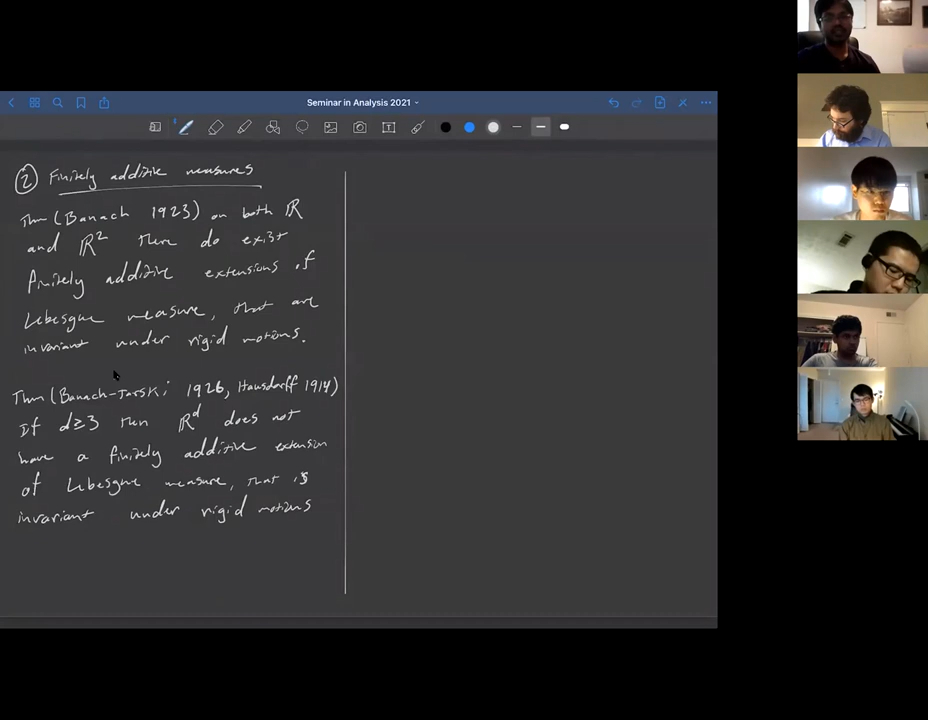 Seminar in Analysis 2021
② Finitely additive measures
Thm (Banach 1923) on both ℝ
and ℝ² there do exist
finitely additive extensions of
Lebesgue measure, that are
invariant under rigid motions.
Thm (Banach-Tarski 1926, Hausdorff 1914)
If d≥3 then ℝᵈ does not
have a finitely additive extension
of Lebesgue measure, that is
invariant under rigid motions